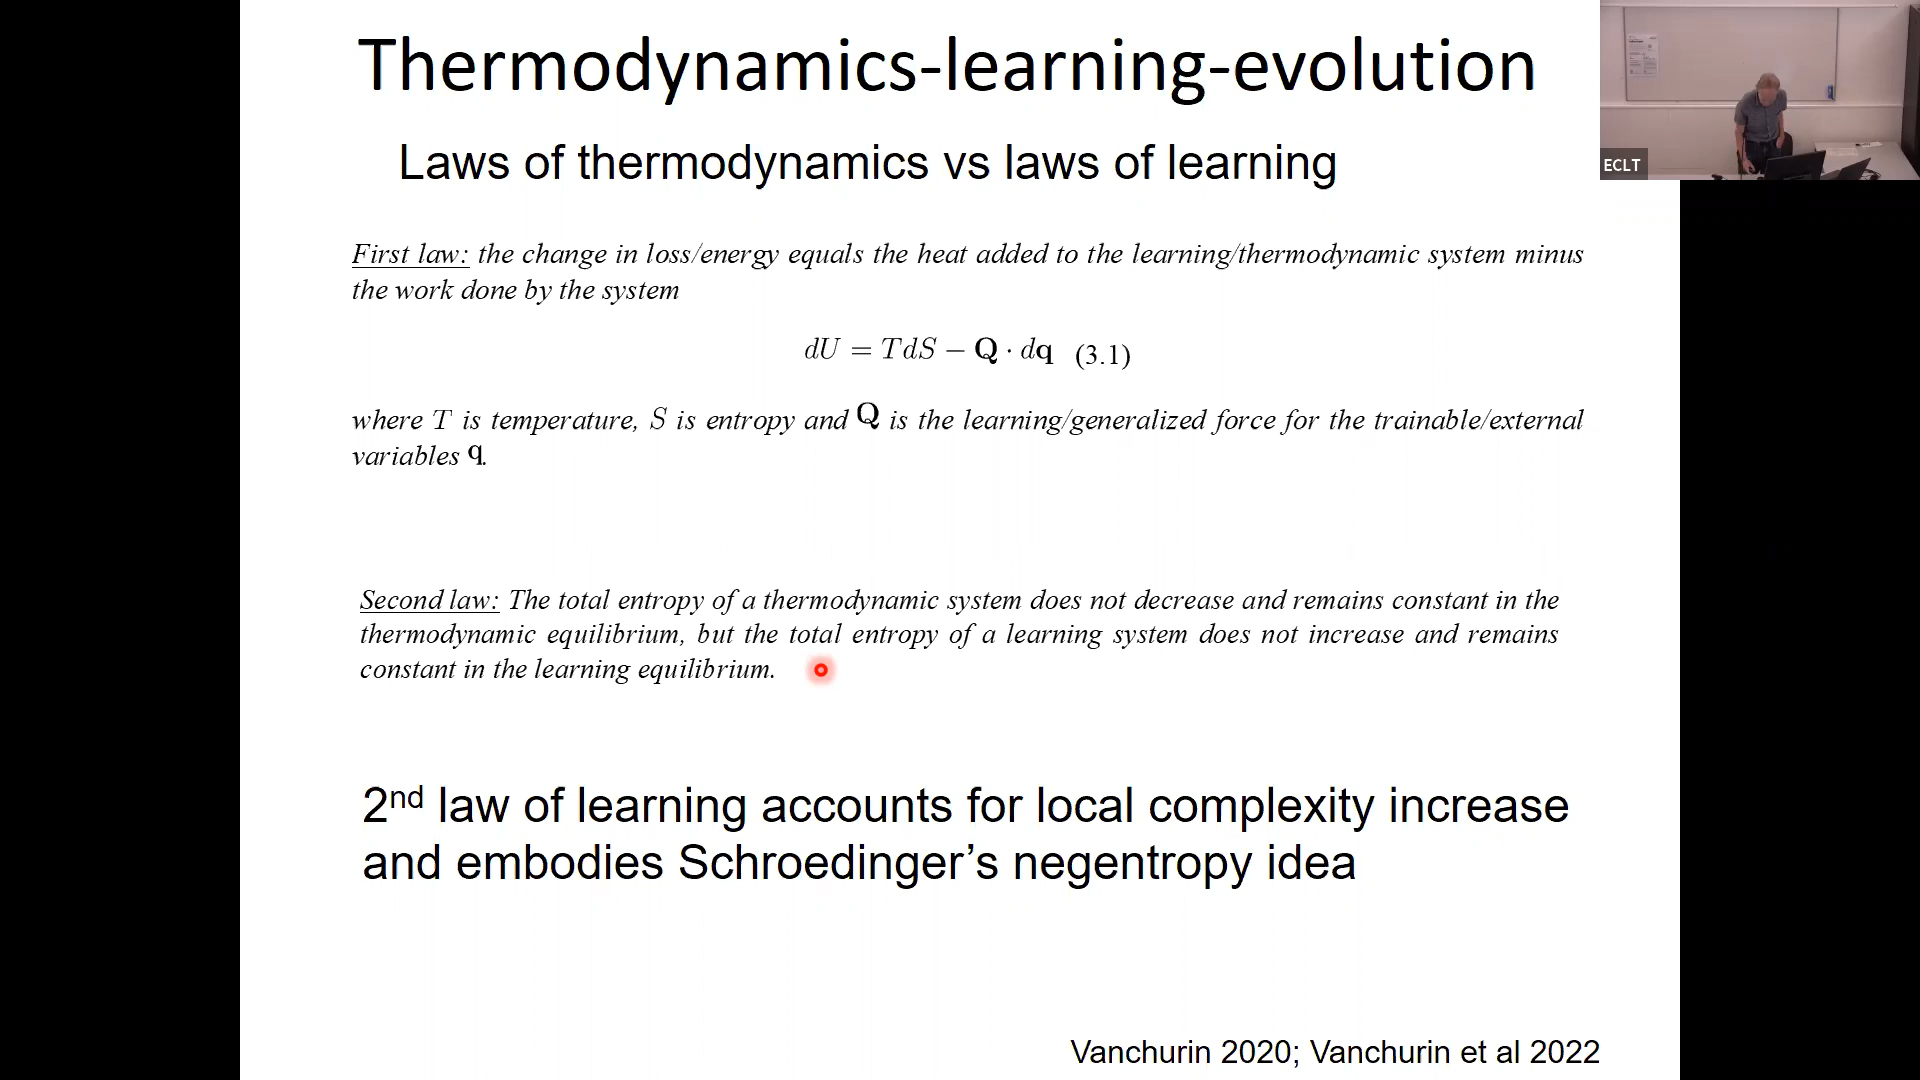 Thermodynamics-learning-evolution
Laws of thermodynamics vs laws of learning
ECLT
First law: the change in loss/energy equals the heat added to the learning/thermodynamic system minus
the work done by the system
dU = TdS − Q · dq (3.1)
where T is temperature, S is entropy and Q is the learning/generalized force for the trainable/external
variables q.
Second law: The total entropy of a thermodynamic system does not decrease and remains constant in the
thermodynamic equilibrium, but the total entropy of a learning system does not increase and remains
constant in the learning equilibrium.
2nd law of learning accounts for local complexity increase
and embodies Schroedinger’s negentropy idea
Vanchurin 2020; Vanchurin et al 2022